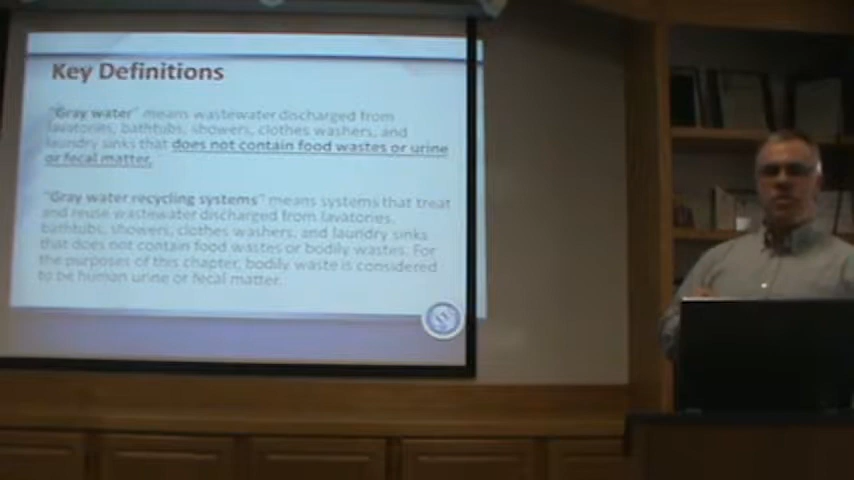 Key Definitions
"Gray water" means wastewater discharged from
lavatories, bathtubs, showers, clothes washers, and
laundry sinks that does not contain food wastes or urine
or fecal matter.
"Gray water recycling systems" means systems that treat
and reuse wastewater discharged from lavatories,
bathtubs, showers, clothes washers, and laundry sinks
that does not contain food wastes or bodily wastes. For
the purposes of this chapter, bodily waste is considered
to be human urine or fecal matter.